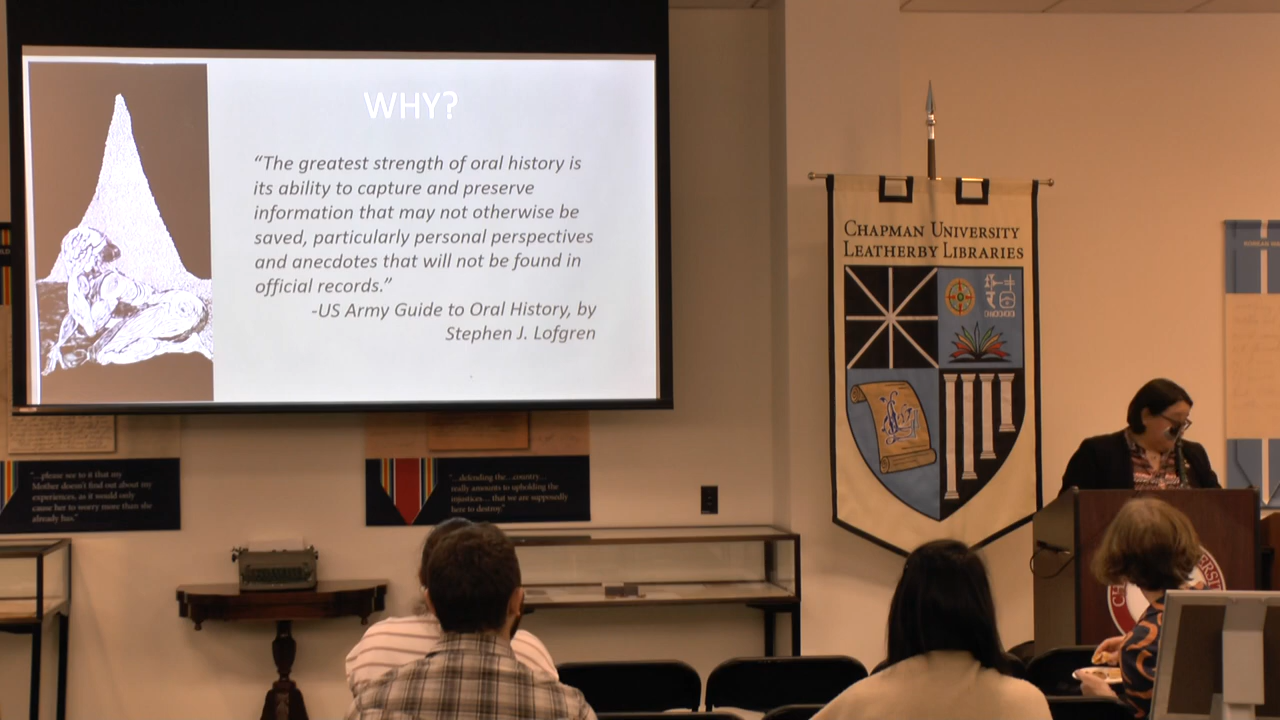 WHY?
“The greatest strength of oral history is
its ability to capture and preserve
information that may not otherwise be
saved, particularly personal perspectives
and anecdotes that will not be found in
official records.”
-US Army Guide to Oral History, by
Stephen J. Lofgren
CHAPMAN UNIVERSITY
LEATHERBY LIBRARIES
"...please see to it that my
Mother doesn't find out about my
experiences, as it would only
cause her to worry more than the
already has."
"...defending the...country...
really amounts to upholding the
injustices... that we are supposedly
here to destroy."